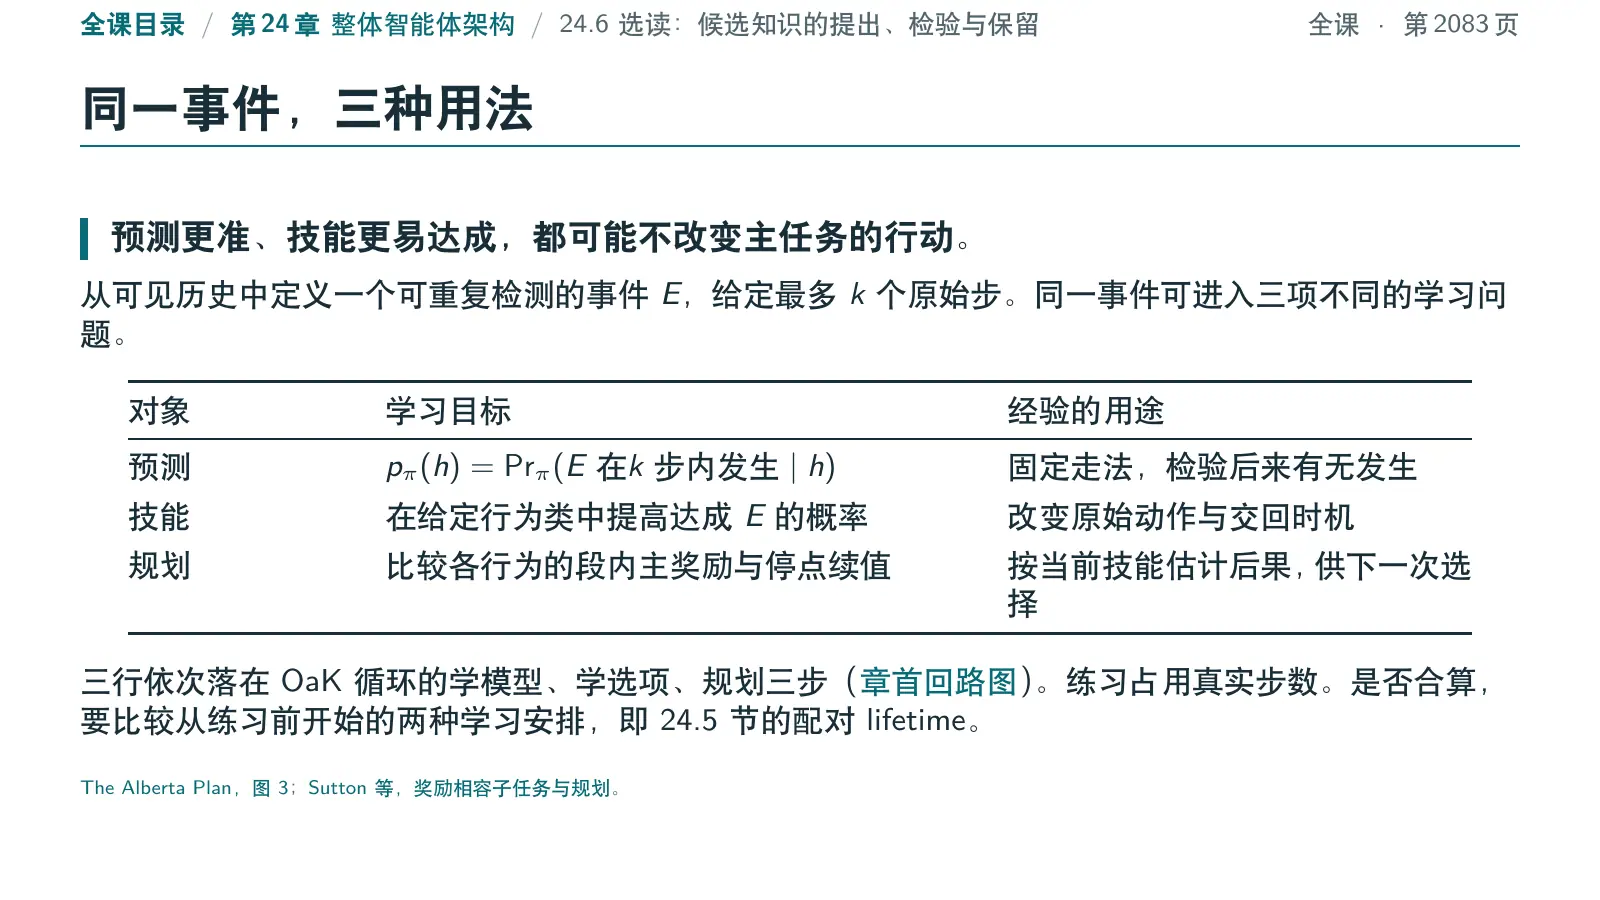 全课目录 / 第 24 章 整体智能体架构 / 24.6 选读：候选知识的提出、检验与保留 全课 · 第 2083 页
同一事件，三种用法
预测更准、技能更易达成，都可能不改变主任务的行动。
从可见历史中定义一个可重复检测的事件 E，给定最多 k 个原始步。同一事件可进入三项不同的学习问
题。
对象 学习目标 经验的用途
预测 pπ(h) = Prπ(E 在k 步内发生 | h) 固定走法，检验后来有无发生
技能 在给定行为类中提高达成 E 的概率 改变原始动作与交回时机
规划 比较各行为的段内主奖励与停点续值 按当前技能估计后果，供下一次选
择
三行依次落在 OaK 循环的学模型、学选项、规划三步（章首回路图）。练习占用真实步数。是否合算，
要比较从练习前开始的两种学习安排，即 24.5 节的配对 lifetime。
The Alberta Plan，图 3；Sutton 等，奖励相容子任务与规划。